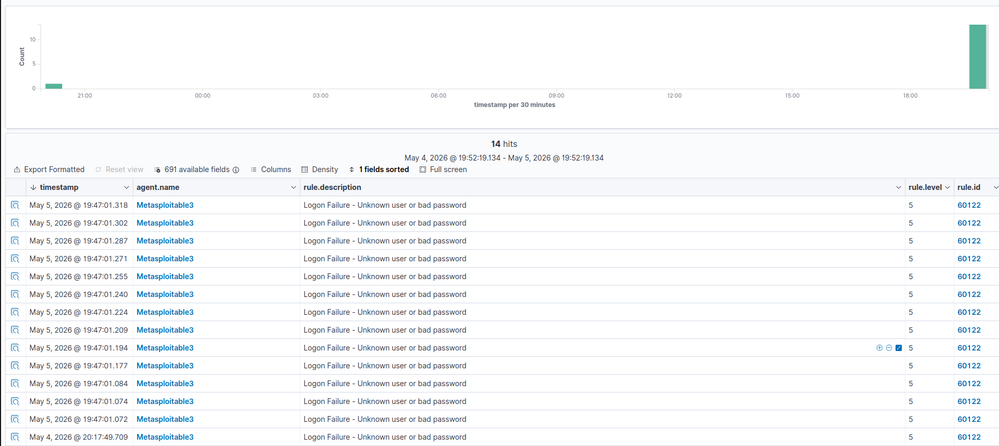 10
5
0
Count
21:00 00:00 03:00 06:00 09:00 12:00 15:00 18:00
timestamp per 30 minutes
14 hits
May 4, 2026 @ 19:52:19.134 - May 5, 2026 @ 19:52:19.134
Export Formatted Reset view 691 available fields Columns Density 1 fields sorted Full screen
timestamp agent.name rule.description rule.level rule.id
May 5, 2026 @ 19:47:01.318 Metasploitable3 Logon Failure - Unknown user or bad password 5 60122
May 5, 2026 @ 19:47:01.302 Metasploitable3 Logon Failure - Unknown user or bad password 5 60122
May 5, 2026 @ 19:47:01.287 Metasploitable3 Logon Failure - Unknown user or bad password 5 60122
May 5, 2026 @ 19:47:01.271 Metasploitable3 Logon Failure - Unknown user or bad password 5 60122
May 5, 2026 @ 19:47:01.255 Metasploitable3 Logon Failure - Unknown user or bad password 5 60122
May 5, 2026 @ 19:47:01.240 Metasploitable3 Logon Failure - Unknown user or bad password 5 60122
May 5, 2026 @ 19:47:01.224 Metasploitable3 Logon Failure - Unknown user or bad password 5 60122
May 5, 2026 @ 19:47:01.209 Metasploitable3 Logon Failure - Unknown user or bad password 5 60122
May 5, 2026 @ 19:47:01.194 Metasploitable3 Logon Failure - Unknown user or bad password 5 60122
May 5, 2026 @ 19:47:01.177 Metasploitable3 Logon Failure - Unknown user or bad password 5 60122
May 5, 2026 @ 19:47:01.084 Metasploitable3 Logon Failure - Unknown user or bad password 5 60122
May 5, 2026 @ 19:47:01.074 Metasploitable3 Logon Failure - Unknown user or bad password 5 60122
May 5, 2026 @ 19:47:01.072 Metasploitable3 Logon Failure - Unknown user or bad password 5 60122
May 4, 2026 @ 20:17:49.709 Metasploitable3 Logon Failure - Unknown user or bad password 5 60122